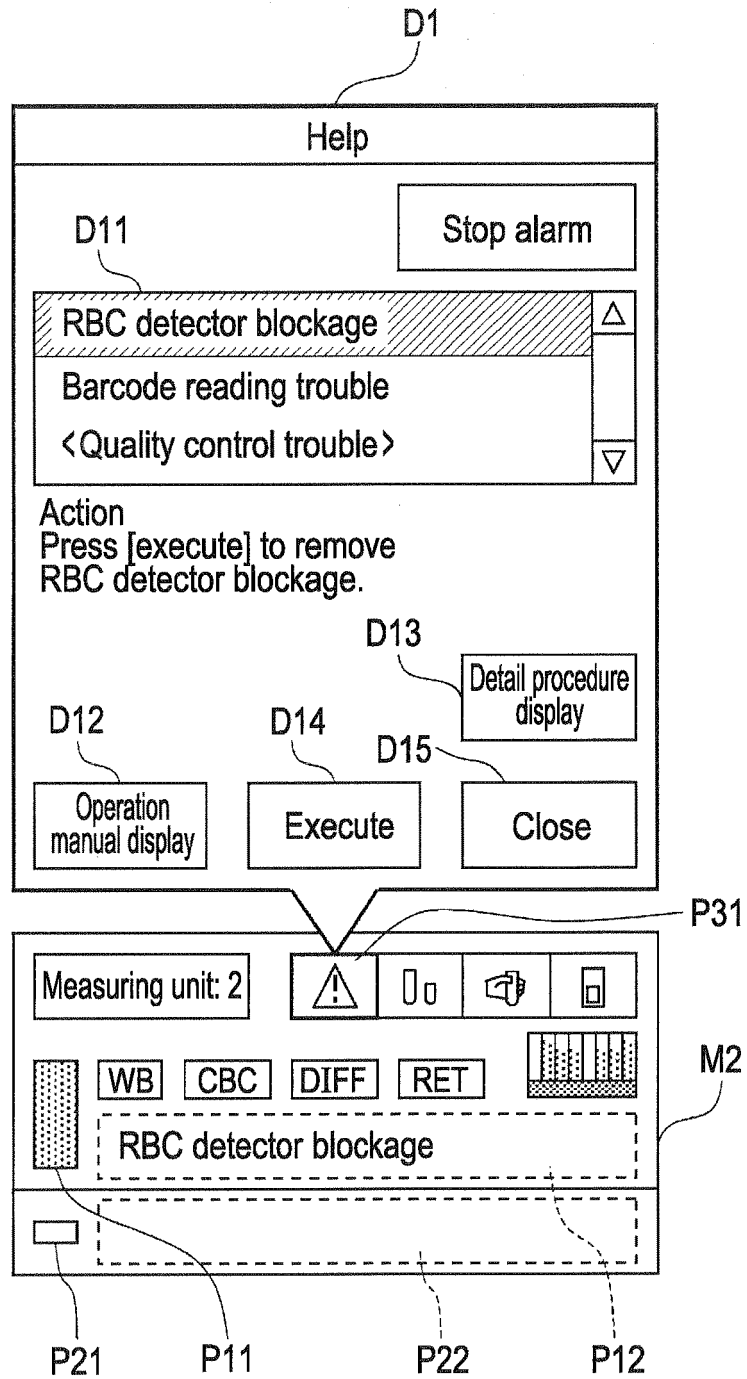 D1
Help
Stop alarm
D11
RBC detector blockage
Barcode reading trouble
<Quality control trouble>
Action
Press [execute] to remove
RBC detector blockage.
D13
Detail procedure
display
D12
D14
D15
Operation
manual display
Execute
Close
P31
Measuring unit: 2
M2
WB
CBC
DIFF
RET
RBC detector blockage
P21
P11
P22
P12